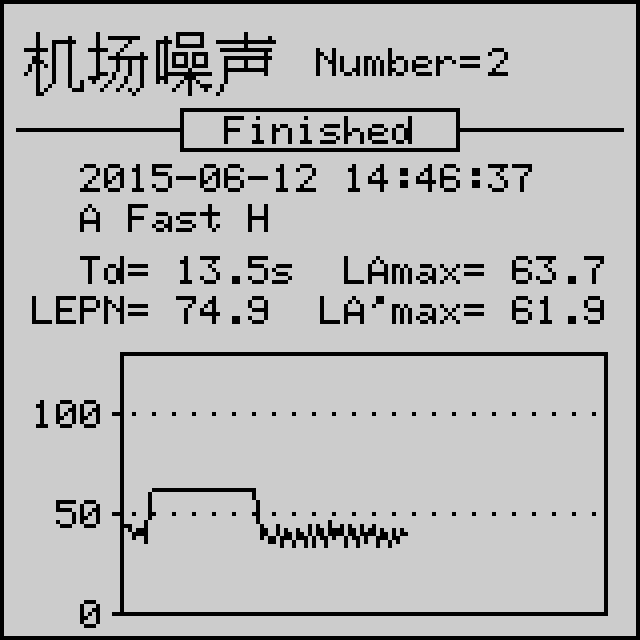 机场噪声 Number=2
Finished
2015-06-12 14:46:37
A Fast H
Td= 13.5s LAmax= 63.7
LEPN= 74.9 LA'max= 61.9
100
50
0